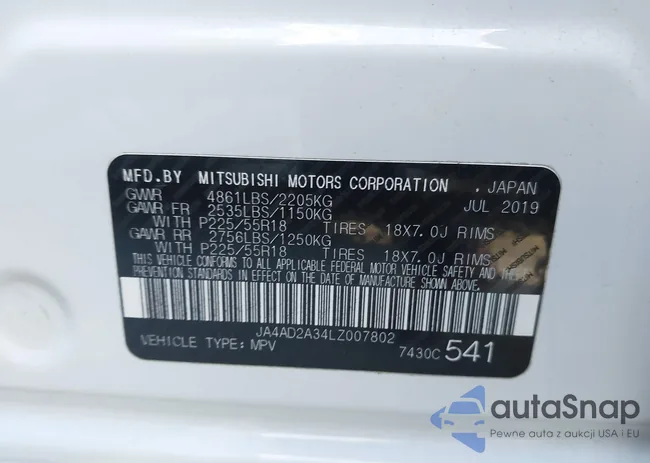 MFD.BY MITSUBISHI MOTORS CORPORATION . JAPAN
GVWR 4861LBS/2205KG JUL 2019
GAWR FR 2535LBS/1150KG
WITH P225/55R18 TIRES 18X7.0J RIMS
GAWR RR 2756LBS/1250KG
WITH P225/55R18 TIRES 18X7.0J RIMS
THIS VEHICLE CONFORMS TO ALL APPLICABLE FEDERAL MOTOR VEHICLE SAFETY AND THEFT
PREVENTION STANDARDS IN EFFECT ON THE DATE OF MANUFACTURE SHOWN ABOVE.
JA4AD2A34LZ007802
VEHICLE TYPE: MPV 7430C 541
autaSnap
Pewne auta z aukcji USA i EU